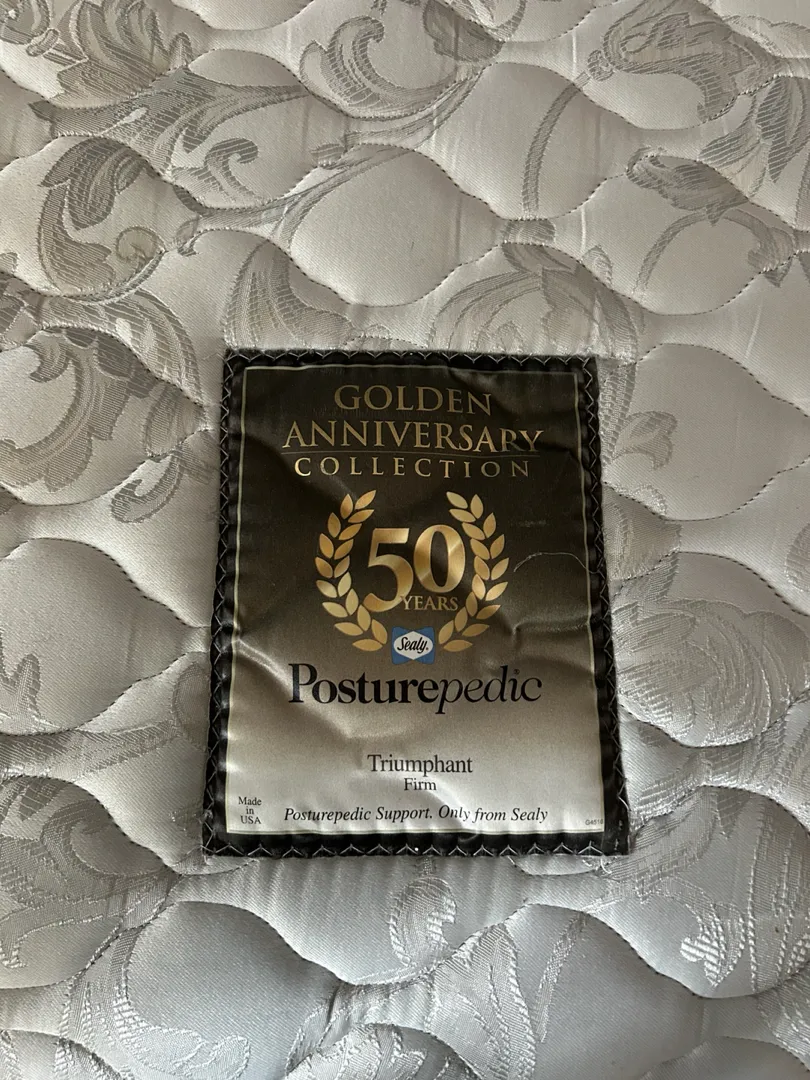 GOLDEN
ANNIVERSARY
COLLECTION
50
YEARS
Sealy.
Posturepedic
Triumphant
Firm
Made
in
USA
Posturepedic Support. Only from Sealy